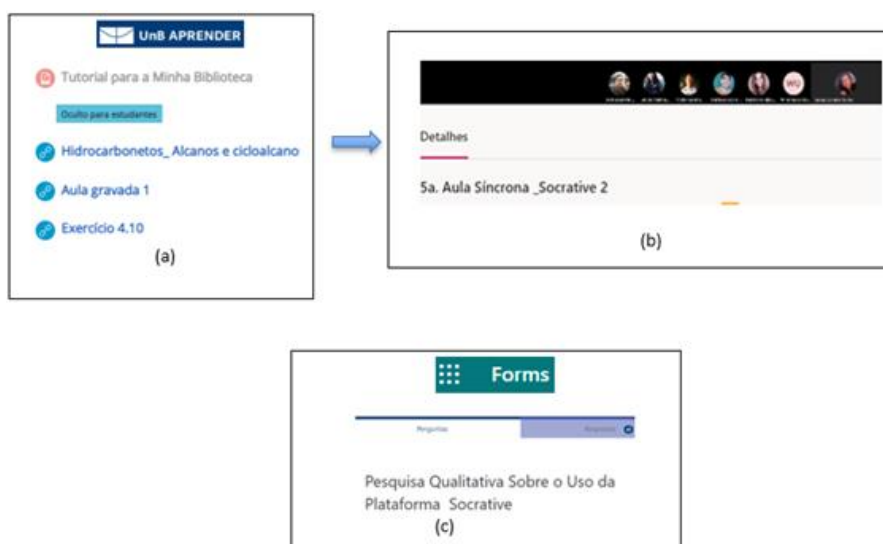 UnB APRENDER
Tutorial para a Minha Biblioteca
Oculto para estudantes
Hidrocarbonetos_ Alcanos e cicloalcano
Aula gravada 1
Exercício 4.10
(a)
WU
Detalhes
5a. Aula Síncrona _Socrative 2
(b)
Forms
Perguntas
Pesquisa Qualitativa Sobre o Uso da
Plataforma Socrative
(c)